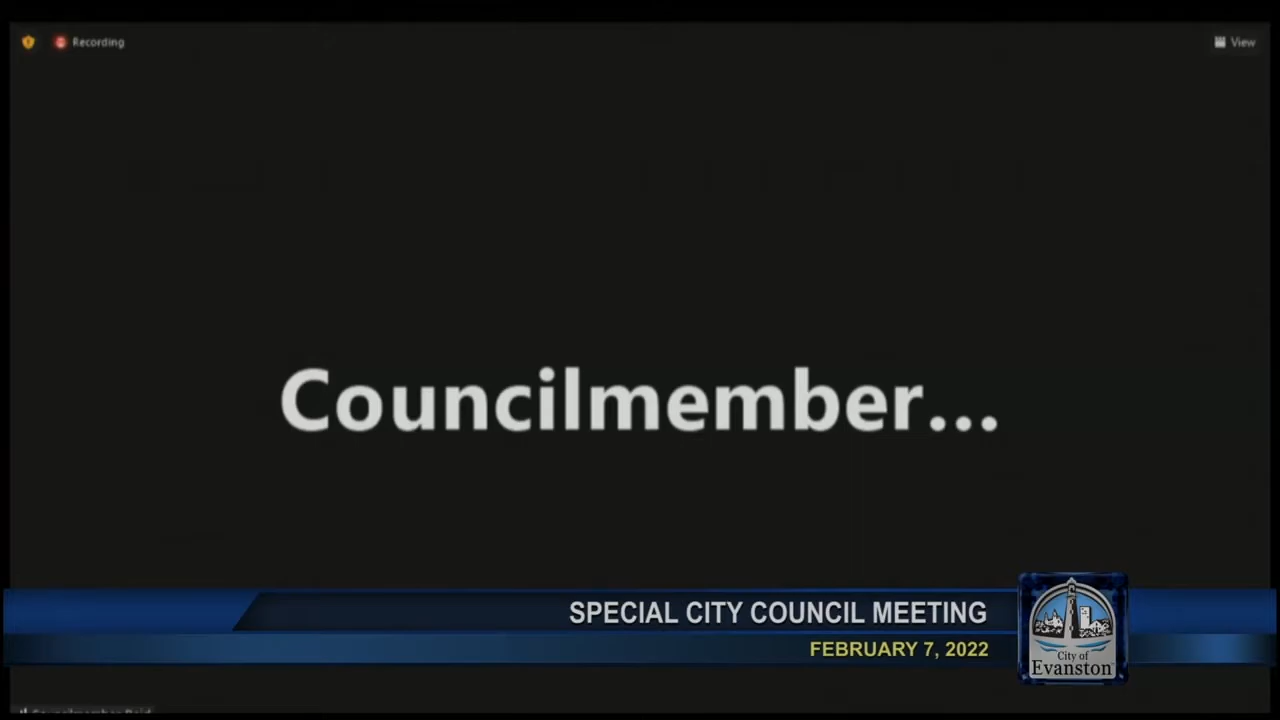 Recording
View
Councilmember...
SPECIAL CITY COUNCIL MEETING
FEBRUARY 7, 2022
City of
Evanston